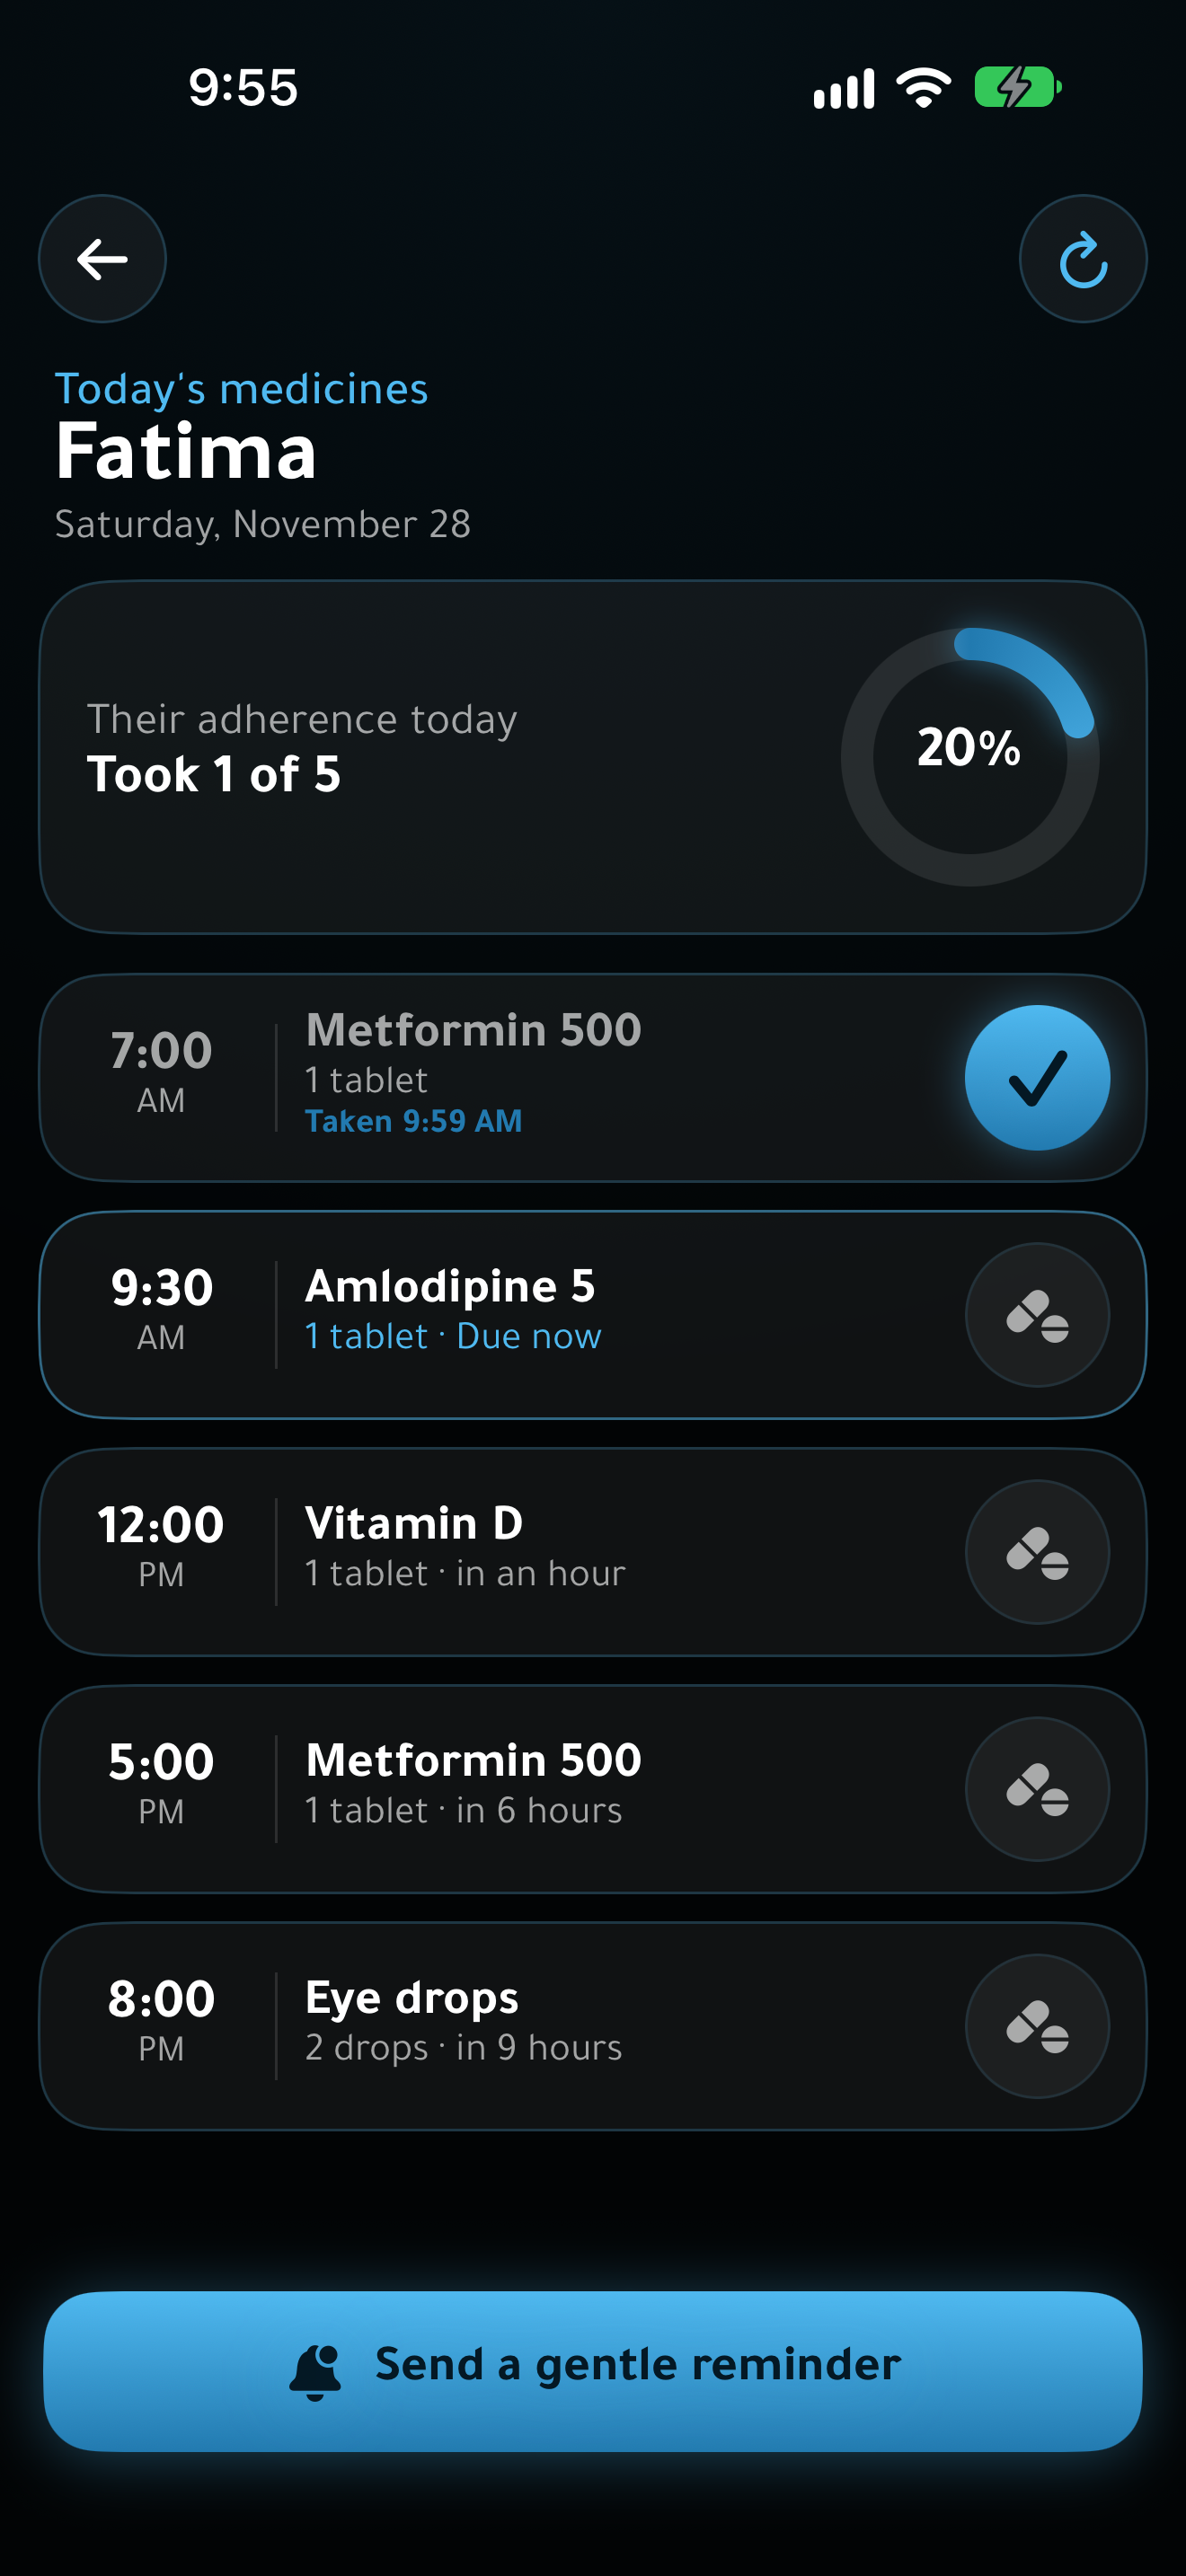 9:55
Today's medicines
Fatima
Saturday, November 28
Their adherence today
Took 1 of 5
20%
7:00
AM
Metformin 500
1 tablet
Taken 9:59 AM
9:30
AM
Amlodipine 5
1 tablet · Due now
12:00
PM
Vitamin D
1 tablet · in an hour
5:00
PM
Metformin 500
1 tablet · in 6 hours
8:00
PM
Eye drops
2 drops · in 9 hours
Send a gentle reminder